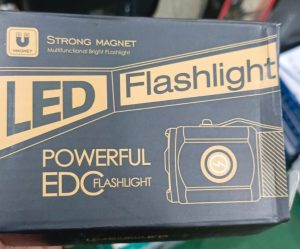 MAGNET
STRONG MAGNET
Multifunctional Bright Flashlight
LED Flashlight
POWERFUL
EDC FLASHLIGHT